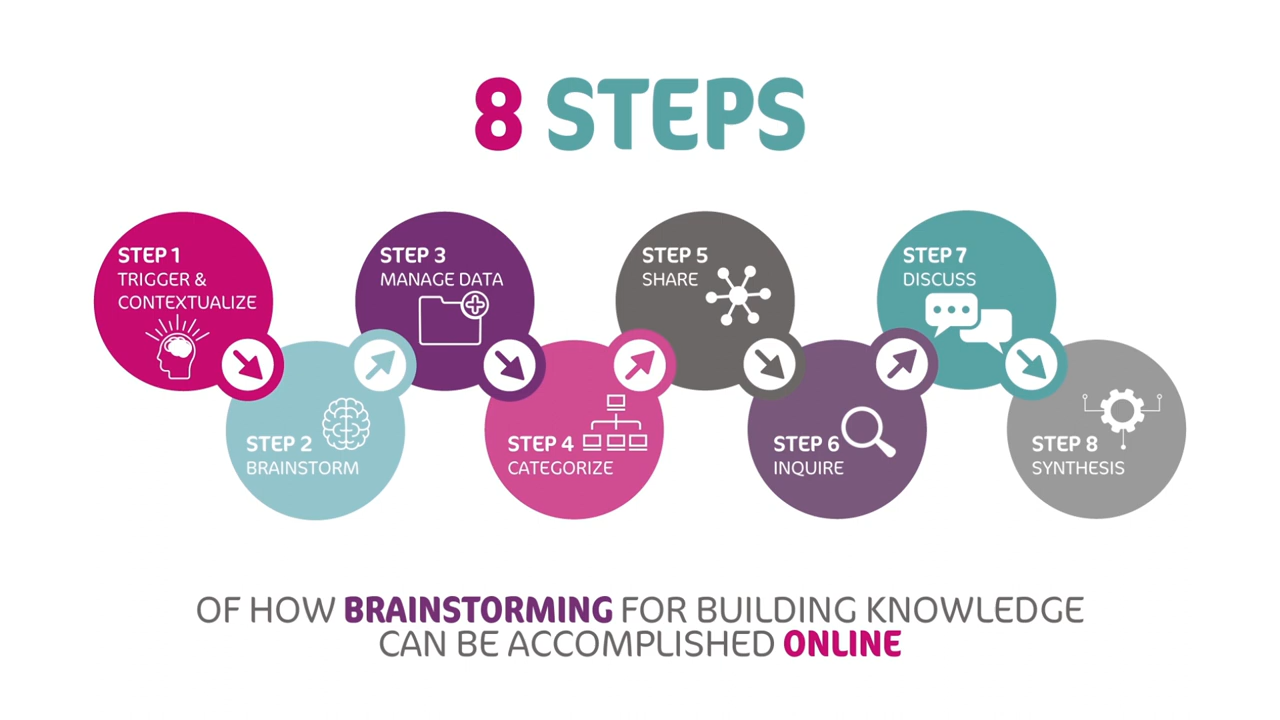 8 STEPS
STEP 1
TRIGGER &
CONTEXTUALIZE
STEP 2
BRAINSTORM
STEP 3
MANAGE DATA
STEP 4
CATEGORIZE
STEP 5
SHARE
STEP 6
INQUIRE
STEP 7
DISCUSS
STEP 8
SYNTHESIS
OF HOW BRAINSTORMING FOR BUILDING KNOWLEDGE
CAN BE ACCOMPLISHED ONLINE